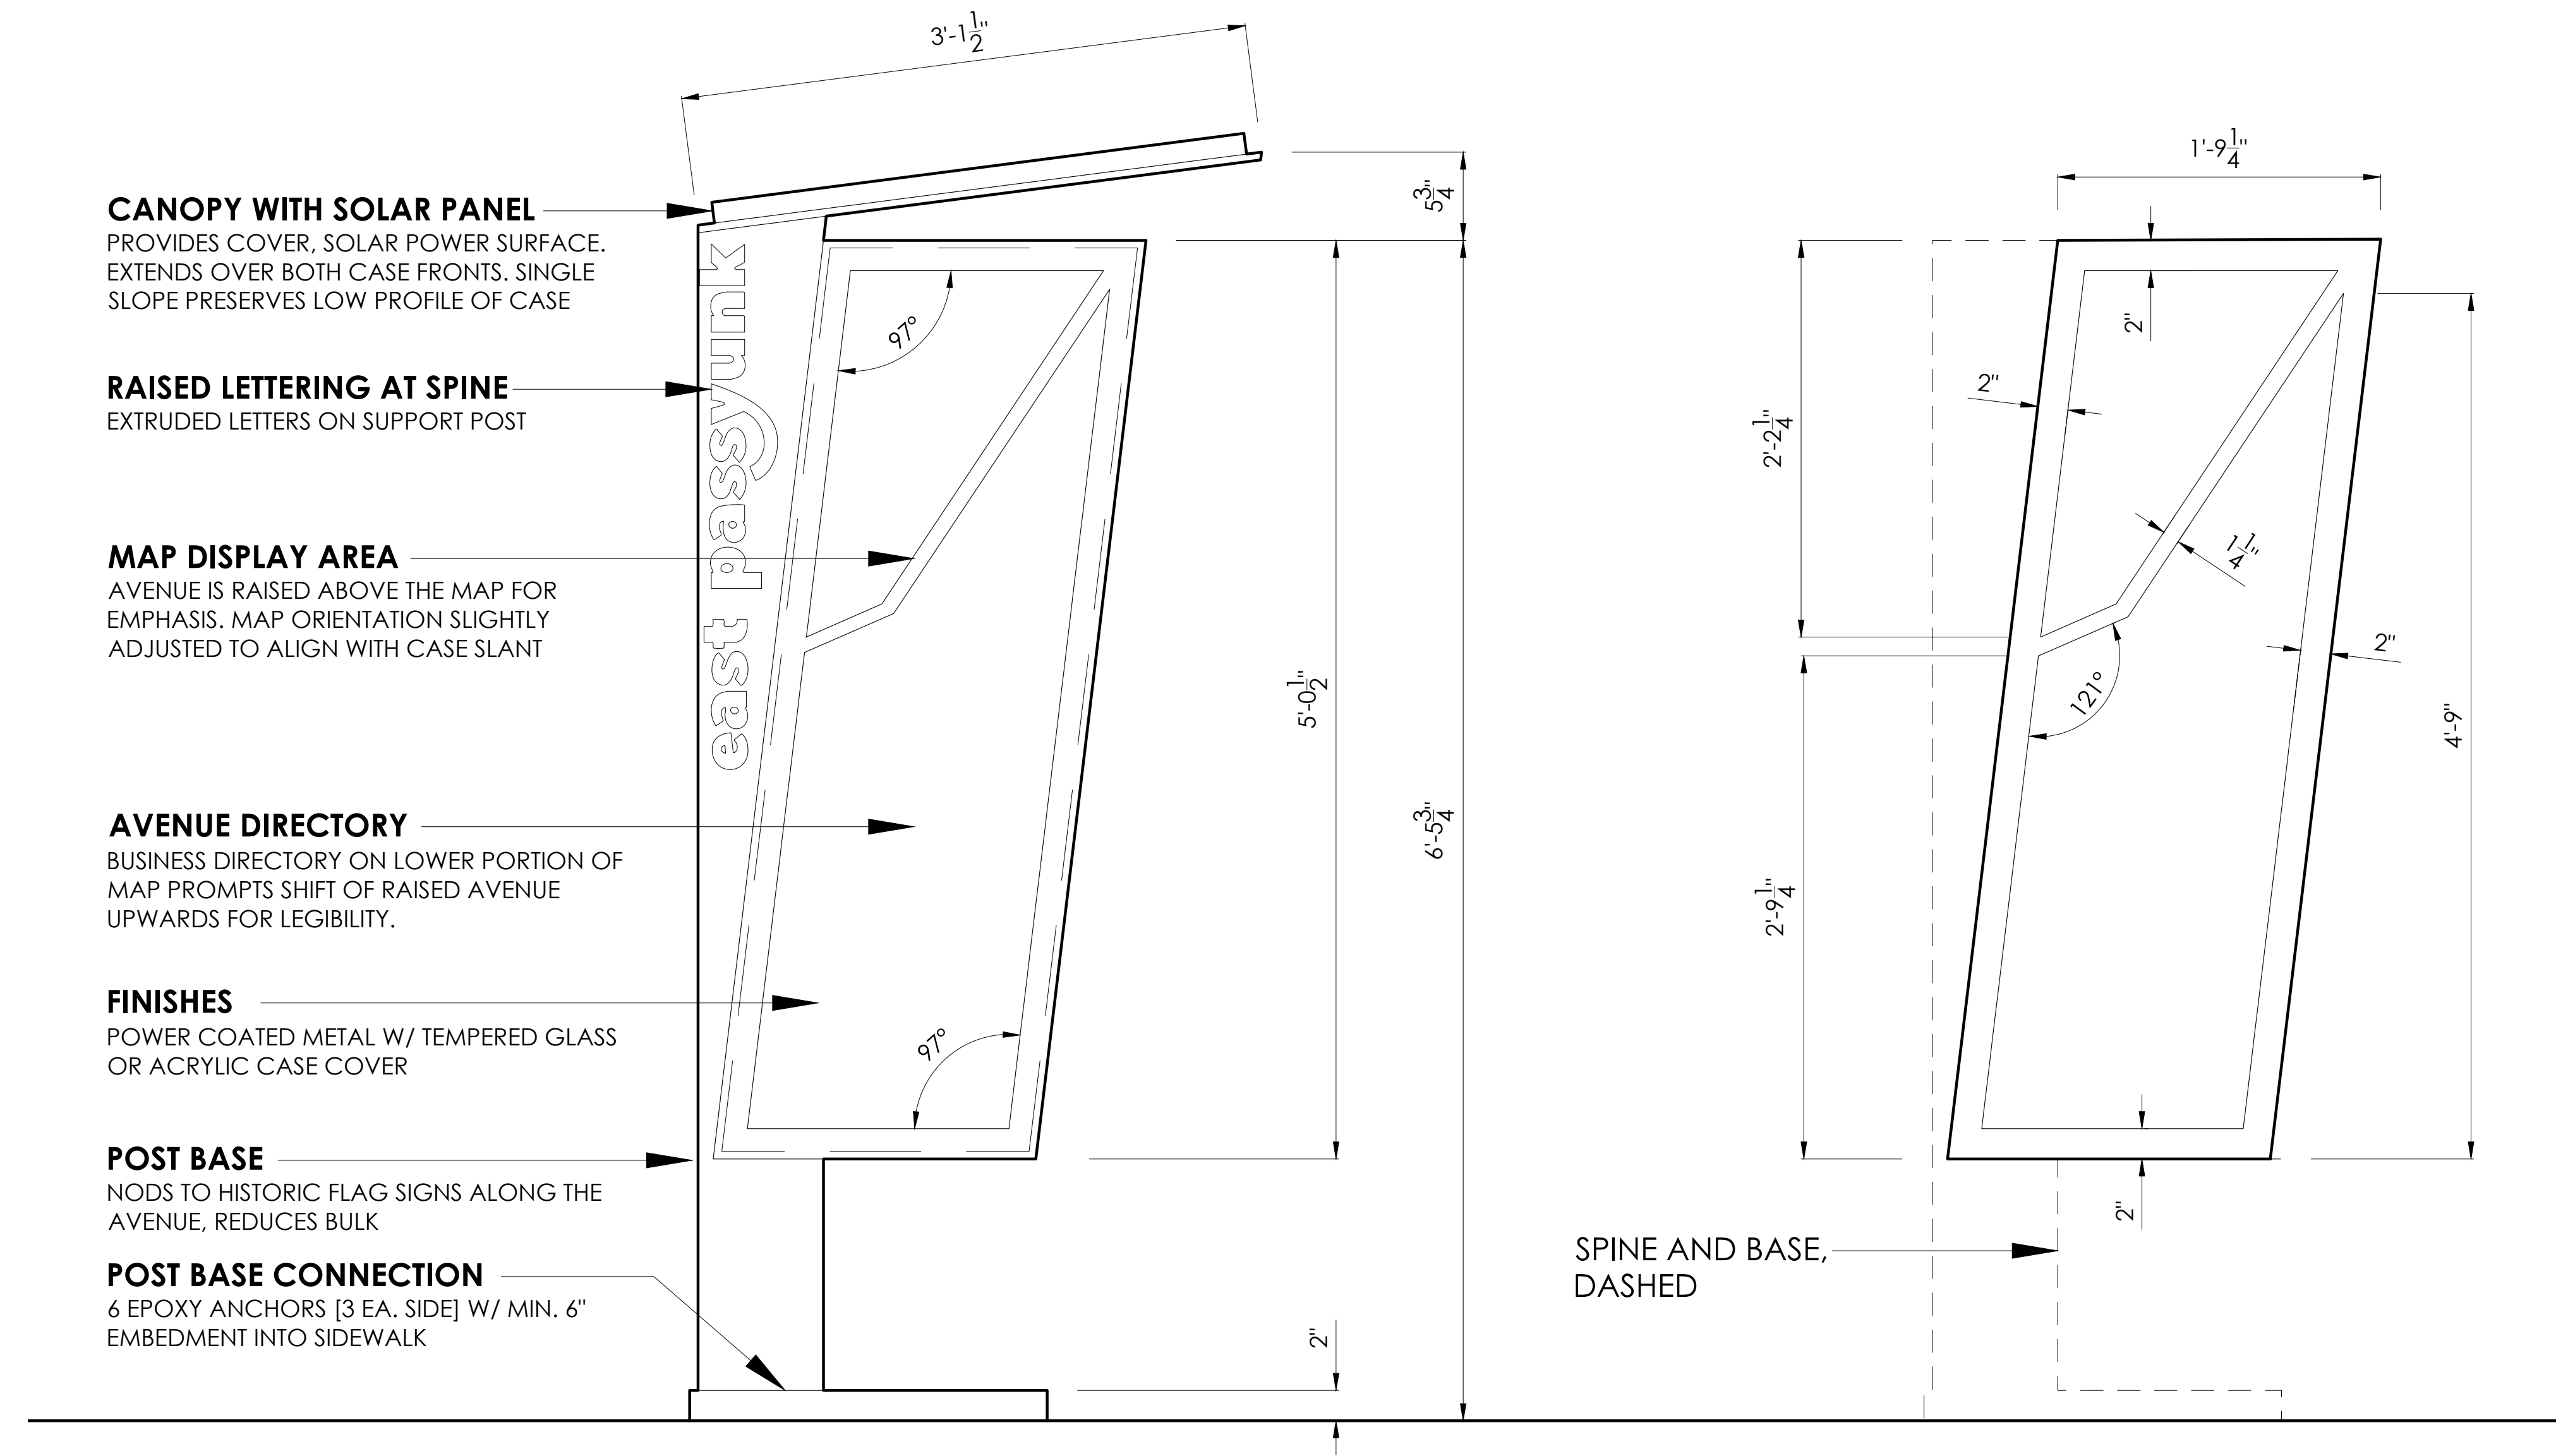 CANOPY WITH SOLAR PANEL
PROVIDES COVER, SOLAR POWER SURFACE.
EXTENDS OVER BOTH CASE FRONTS. SINGLE
SLOPE PRESERVES LOW PROFILE OF CASE
RAISED LETTERING AT SPINE
EXTRUDED LETTERS ON SUPPORT POST
MAP DISPLAY AREA
AVENUE IS RAISED ABOVE THE MAP FOR
EMPHASIS. MAP ORIENTATION SLIGHTLY
ADJUSTED TO ALIGN WITH CASE SLANT
AVENUE DIRECTORY
BUSINESS DIRECTORY ON LOWER PORTION OF
MAP PROMPTS SHIFT OF RAISED AVENUE
UPWARDS FOR LEGIBILITY.
FINISHES
POWER COATED METAL W/ TEMPERED GLASS
OR ACRYLIC CASE COVER
POST BASE
NODS TO HISTORIC FLAG SIGNS ALONG THE
AVENUE, REDUCES BULK
POST BASE CONNECTION
6 EPOXY ANCHORS [3 EA. SIDE] W/ MIN. 6"
EMBEDMENT INTO SIDEWALK
east passyunk
3'-1 1/2"
97°
97°
5 3/4"
5'-0 1/2"
6'-5 3/4"
2"
1'-9 1/4"
2"
2"
2'-2 1/4"
1 1/4"
2"
121°
4'-9"
2'-9 1/4"
2"
SPINE AND BASE,
DASHED